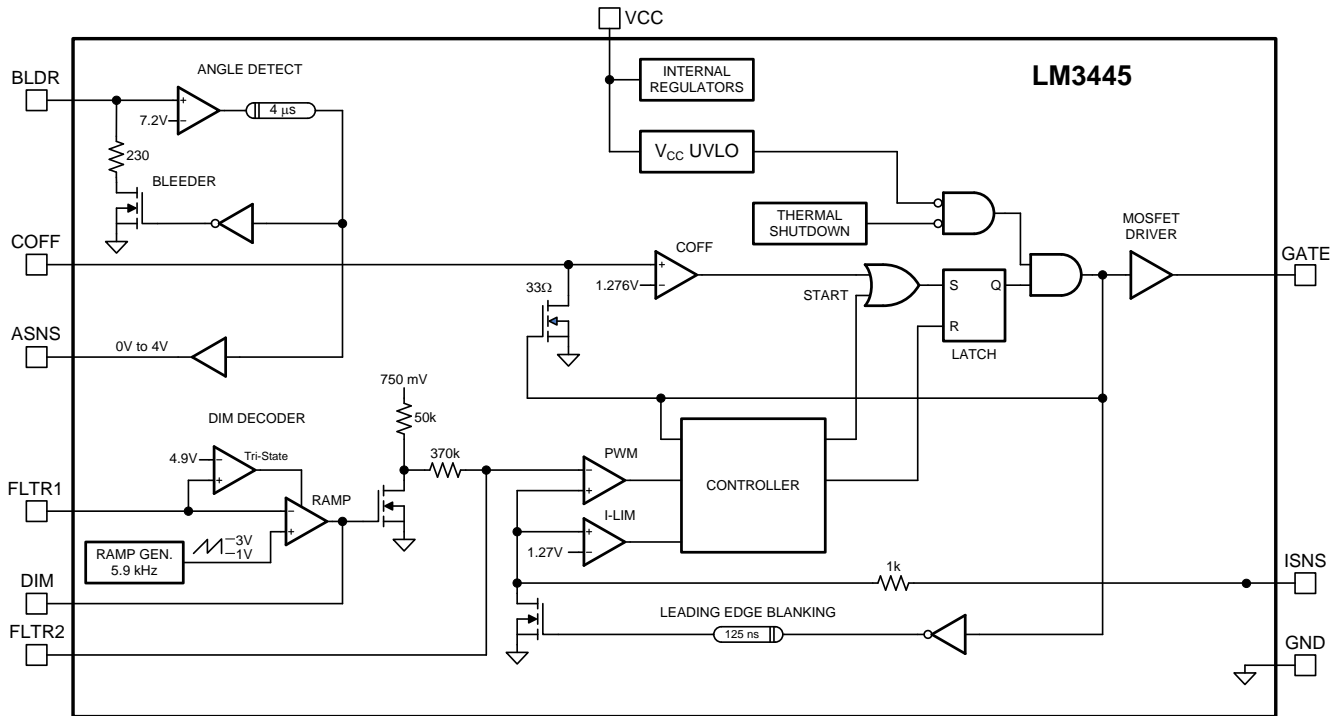 VCC
LM3445
BLDR
ANGLE DETECT
INTERNAL
REGULATORS
+
−
7.2V
4 µs
230
BLEEDER
VCC UVLO
THERMAL
SHUTDOWN
MOSFET
DRIVER
COFF
COFF
+
−
1.276V
GATE
33Ω
START
S
Q
R
LATCH
ASNS
0V to 4V
750 mV
50k
DIM DECODER
4.9V
−
+
Tri-State
370k
PWM
−
+
CONTROLLER
FLTR1
RAMP
−
+
I-LIM
+
−
1.27V
RAMP GEN.
5.9 kHz
3V
1V
1k
ISNS
DIM
LEADING EDGE BLANKING
125 ns
FLTR2
GND